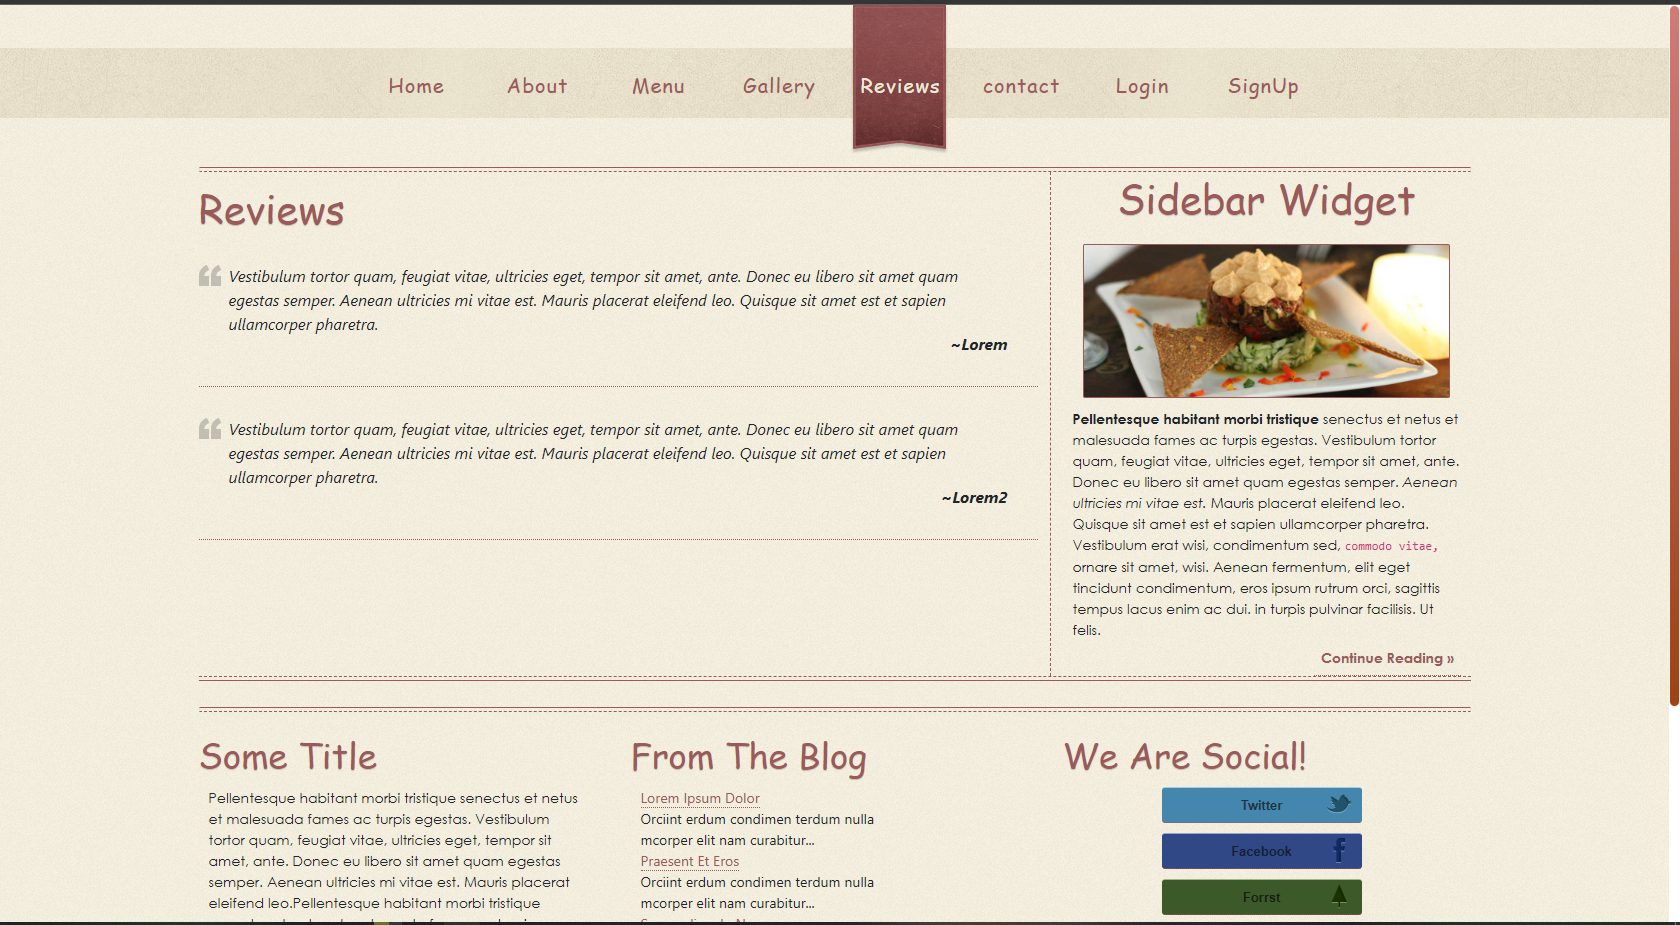 Home About Menu Gallery Reviews contact Login SignUp
Reviews
Vestibulum tortor quam, feugiat vitae, ultricies eget, tempor sit amet, ante. Donec eu libero sit amet quam
egestas semper. Aenean ultricies mi vitae est. Mauris placerat eleifend leo. Quisque sit amet est et sapien
ullamcorper pharetra.
~Lorem
Vestibulum tortor quam, feugiat vitae, ultricies eget, tempor sit amet, ante. Donec eu libero sit amet quam
egestas semper. Aenean ultricies mi vitae est. Mauris placerat eleifend leo. Quisque sit amet est et sapien
ullamcorper pharetra.
~Lorem2
Sidebar Widget
Pellentesque habitant morbi tristique senectus et netus et
malesuada fames ac turpis egestas. Vestibulum tortor
quam, feugiat vitae, ultricies eget, tempor sit amet, ante.
Donec eu libero sit amet quam egestas semper. Aenean
ultricies mi vitae est. Mauris placerat eleifend leo.
Quisque sit amet est et sapien ullamcorper pharetra.
Vestibulum erat wisi, condimentum sed, commodo vitae,
ornare sit amet, wisi. Aenean fermentum, elit eget
tincidunt condimentum, eros ipsum rutrum orci, sagittis
tempus lacus enim ac dui. in turpis pulvinar facilisis. Ut
felis.
Continue Reading »
Some Title
Pellentesque habitant morbi tristique senectus et netus
et malesuada fames ac turpis egestas. Vestibulum
tortor quam, feugiat vitae, ultricies eget, tempor sit
amet, ante. Donec eu libero sit amet quam egestas
semper. Aenean ultricies mi vitae est. Mauris placerat
eleifend leo.Pellentesque habitant morbi tristique
From The Blog
Lorem Ipsum Dolor
Orciint erdum condimen terdum nulla
mcorper elit nam curabitur...
Praesent Et Eros
Orciint erdum condimen terdum nulla
mcorper elit nam curabitur...
We Are Social!
Twitter
Facebook
Forrst